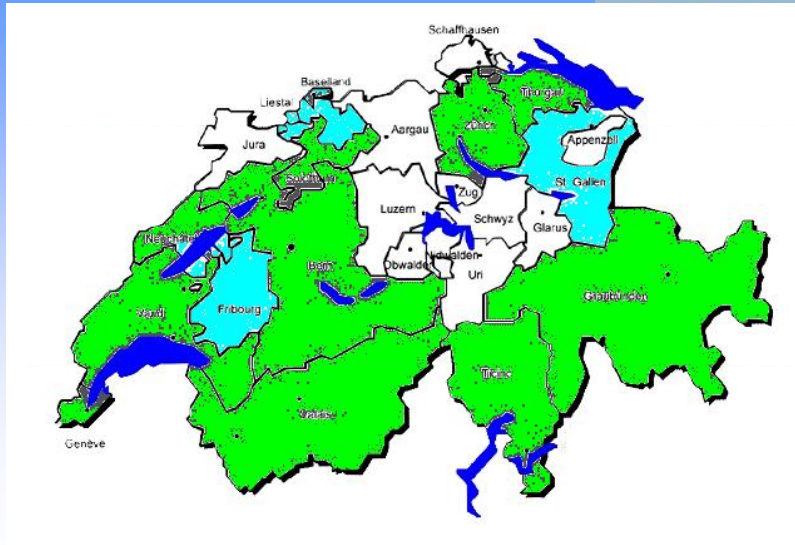 Schaffhausen
Baselland
Thurgau
Liestal
Zürich
Aargau
Appenzell
Jura
Solothurn
St. Gallen
Zug
Luzern
Schwyz
Glarus
Neuchâtel
Nidwalden
Obwalden
Bern
Uri
Graubünden
Vaud
Fribourg
Ticino
Valais
Genève